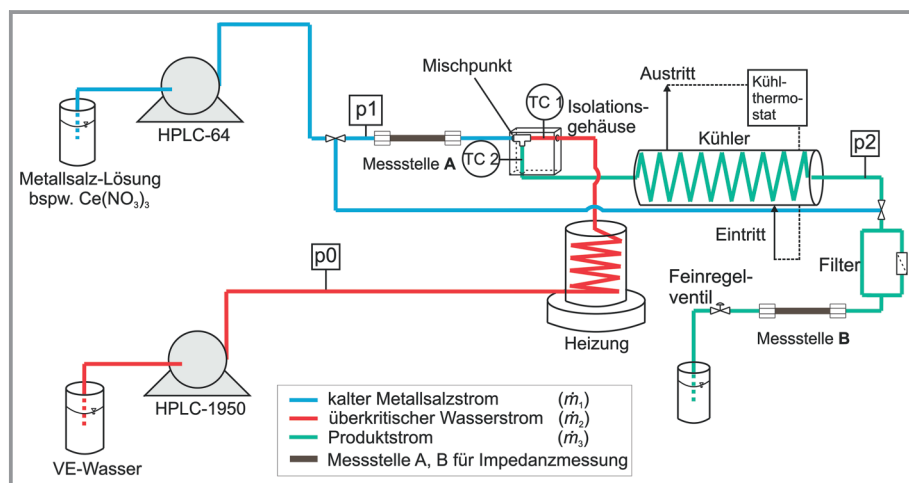 HPLC-64
Metallsalz-Lösung
bspw. Ce(NO₃)₃
p1
Messstelle A
Mischpunkt
TC 1
TC 2
Isolations-
gehäuse
Austritt
Kühl-
thermo-
stat
Kühler
p2
Eintritt
Filter
Feinregel-
ventil
Messstelle B
p0
Heizung
HPLC-1950
VE-Wasser
kalter Metallsalzstrom (ṁ₁)
überkritischer Wasserstrom (ṁ₂)
Produktstrom (ṁ₃)
Messstelle A, B für Impedanzmessung